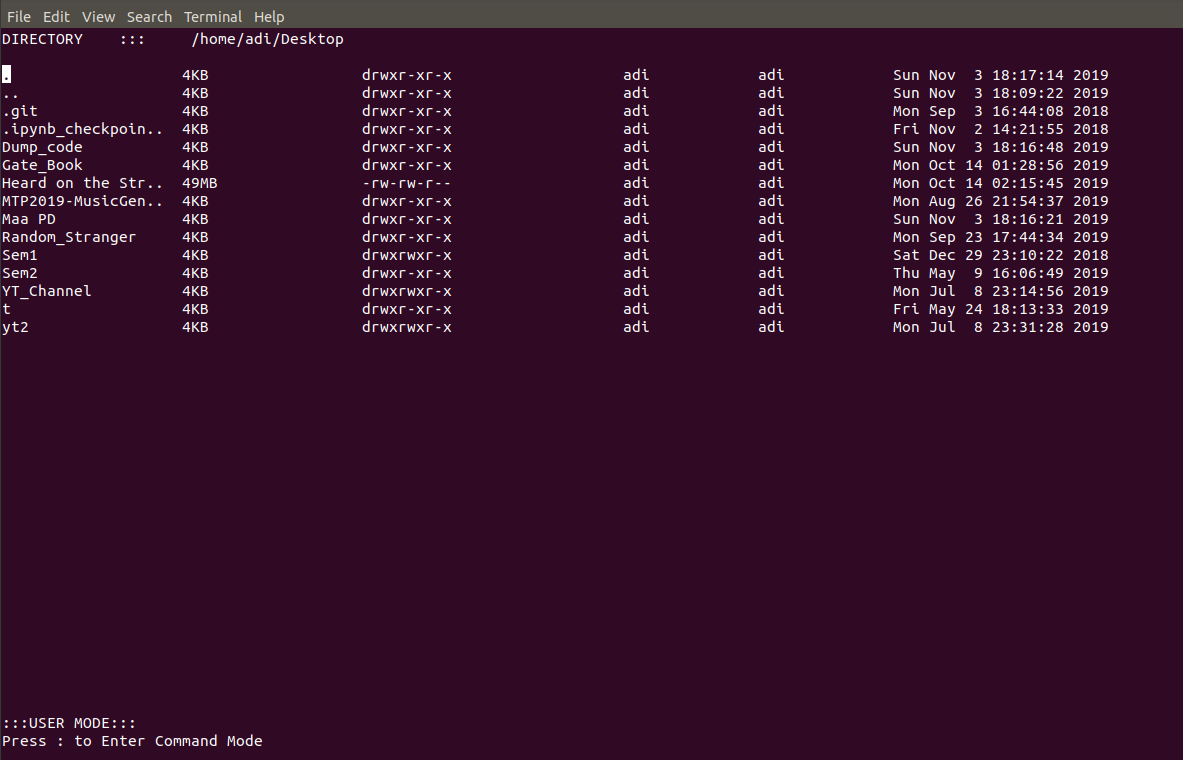 File Edit View Search Terminal Help
DIRECTORY ::: /home/adi/Desktop
. 4KB drwxr-xr-x adi adi Sun Nov 3 18:17:14 2019
.. 4KB drwxr-xr-x adi adi Sun Nov 3 18:09:22 2019
.git 4KB drwxr-xr-x adi adi Mon Sep 3 16:44:08 2018
.ipynb_checkpoin.. 4KB drwxr-xr-x adi adi Fri Nov 2 14:21:55 2018
Dump_code 4KB drwxr-xr-x adi adi Sun Nov 3 18:16:48 2019
Gate_Book 4KB drwxr-xr-x adi adi Mon Oct 14 01:28:56 2019
Heard on the Str.. 49MB -rw-rw-r-- adi adi Mon Oct 14 02:15:45 2019
MTP2019-MusicGen.. 4KB drwxr-xr-x adi adi Mon Aug 26 21:54:37 2019
Maa PD 4KB drwxr-xr-x adi adi Sun Nov 3 18:16:21 2019
Random_Stranger 4KB drwxr-xr-x adi adi Mon Sep 23 17:44:34 2019
Sem1 4KB drwxrwxr-x adi adi Sat Dec 29 23:10:22 2018
Sem2 4KB drwxr-xr-x adi adi Thu May 9 16:06:49 2019
YT_Channel 4KB drwxrwxr-x adi adi Mon Jul 8 23:14:56 2019
t 4KB drwxr-xr-x adi adi Fri May 24 18:13:33 2019
yt2 4KB drwxrwxr-x adi adi Mon Jul 8 23:31:28 2019
:::USER MODE:::
Press : to Enter Command Mode